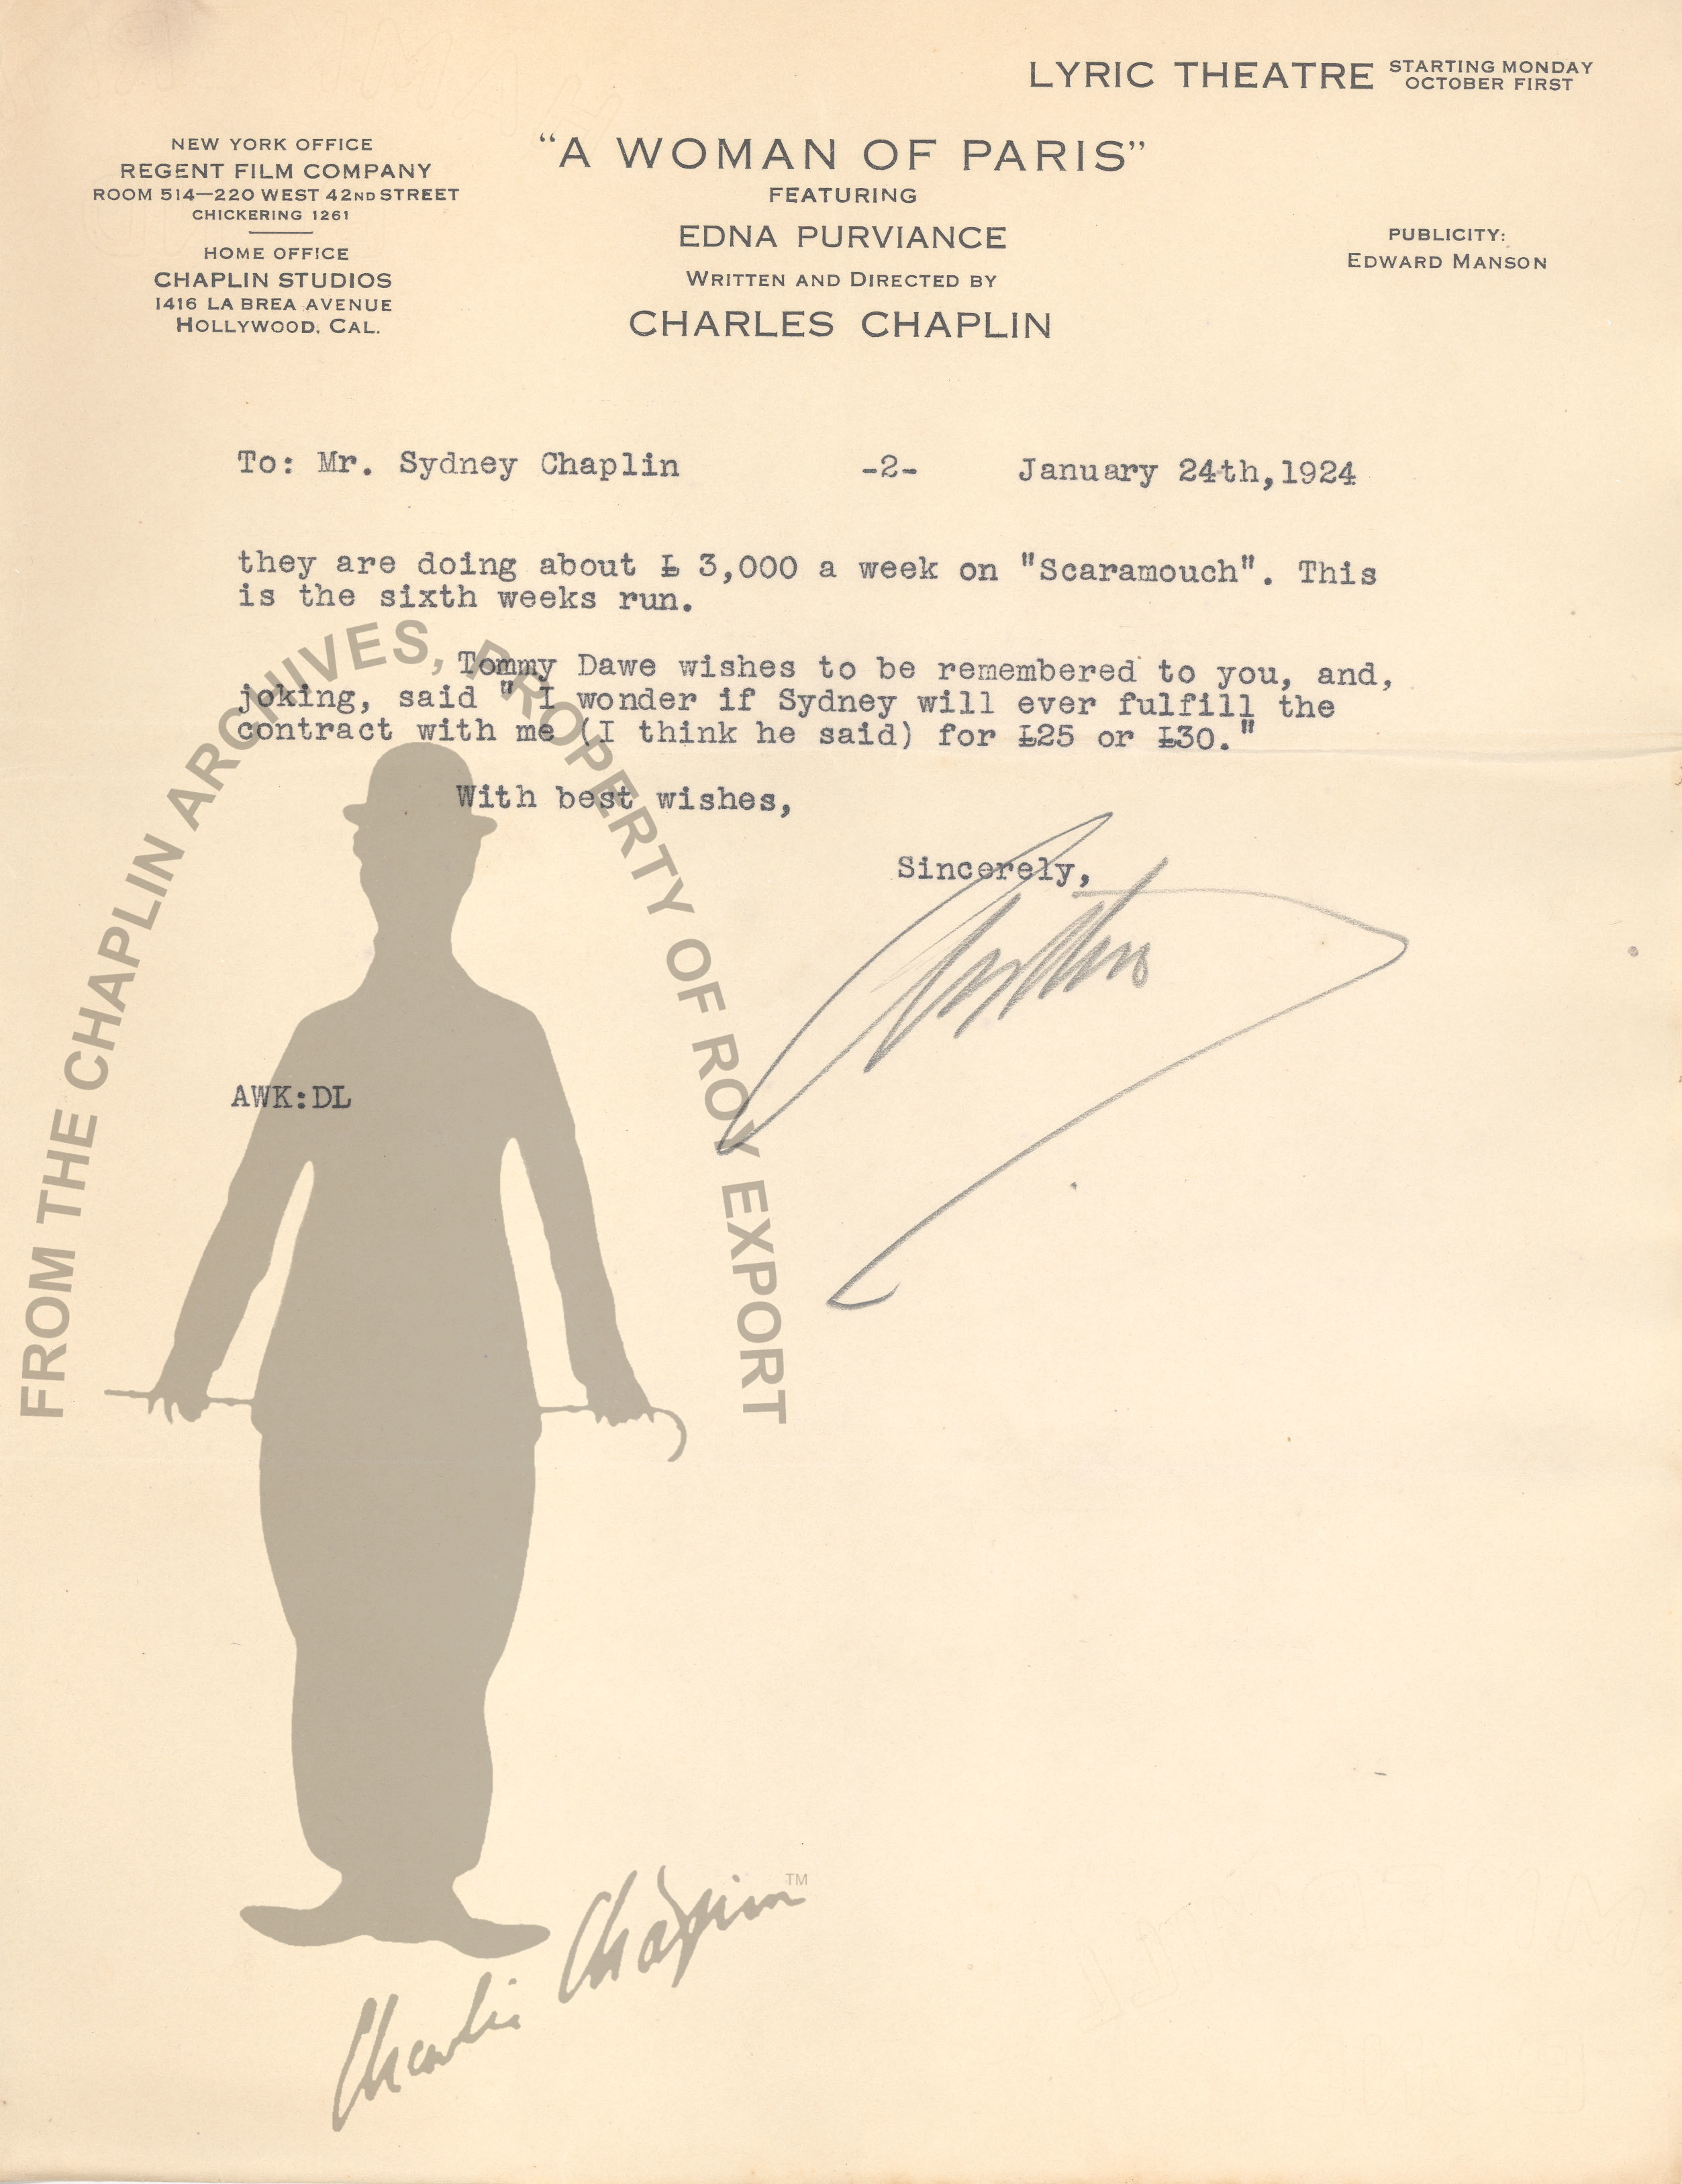 LYRIC THEATRE STARTING MONDAY
OCTOBER FIRST
NEW YORK OFFICE
REGENT FILM COMPANY
ROOM 514—220 WEST 42ND STREET
CHICKERING 1261
HOME OFFICE
CHAPLIN STUDIOS
1416 LA BREA AVENUE
HOLLYWOOD, CAL.
"A WOMAN OF PARIS"
FEATURING
EDNA PURVIANCE
WRITTEN AND DIRECTED BY
CHARLES CHAPLIN
PUBLICITY:
EDWARD MANSON
To: Mr. Sydney Chaplin -2- January 24th,1924
they are doing about £ 3,000 a week on "Scaramouch". This
is the sixth weeks run.
Tommy Dawe wishes to be remembered to you, and,
joking, said " I wonder if Sydney will ever fulfill the
contract with me (I think he said) for £25 or £30."
With best wishes,
Sincerely,
AWK:DL
FROM THE CHAPLIN ARCHIVES, PROPERTY OF ROY EXPORT
Charlie Chaplin TM